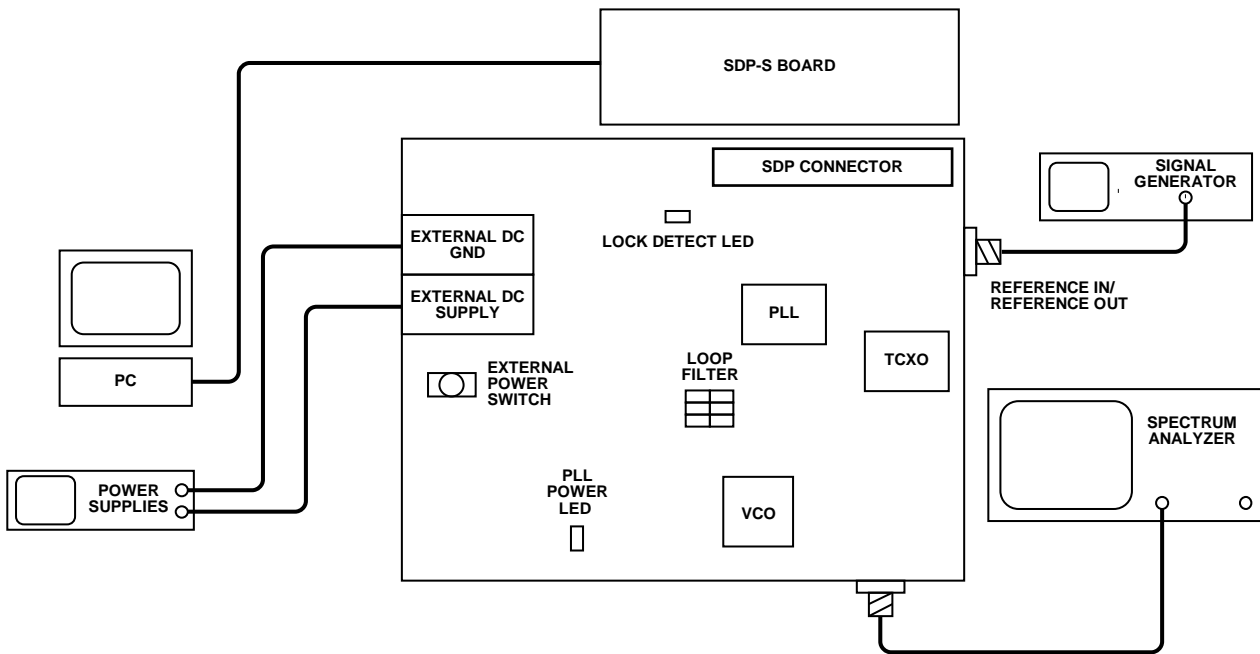 SDP-S BOARD
SDP CONNECTOR
SIGNAL
GENERATOR
EXTERNAL DC
GND
LOCK DETECT LED
EXTERNAL DC
SUPPLY
REFERENCE IN/
REFERENCE OUT
PLL
TCXO
LOOP
FILTER
EXTERNAL
POWER
SWITCH
PC
SPECTRUM
ANALYZER
POWER
SUPPLIES
PLL
POWER
LED
VCO